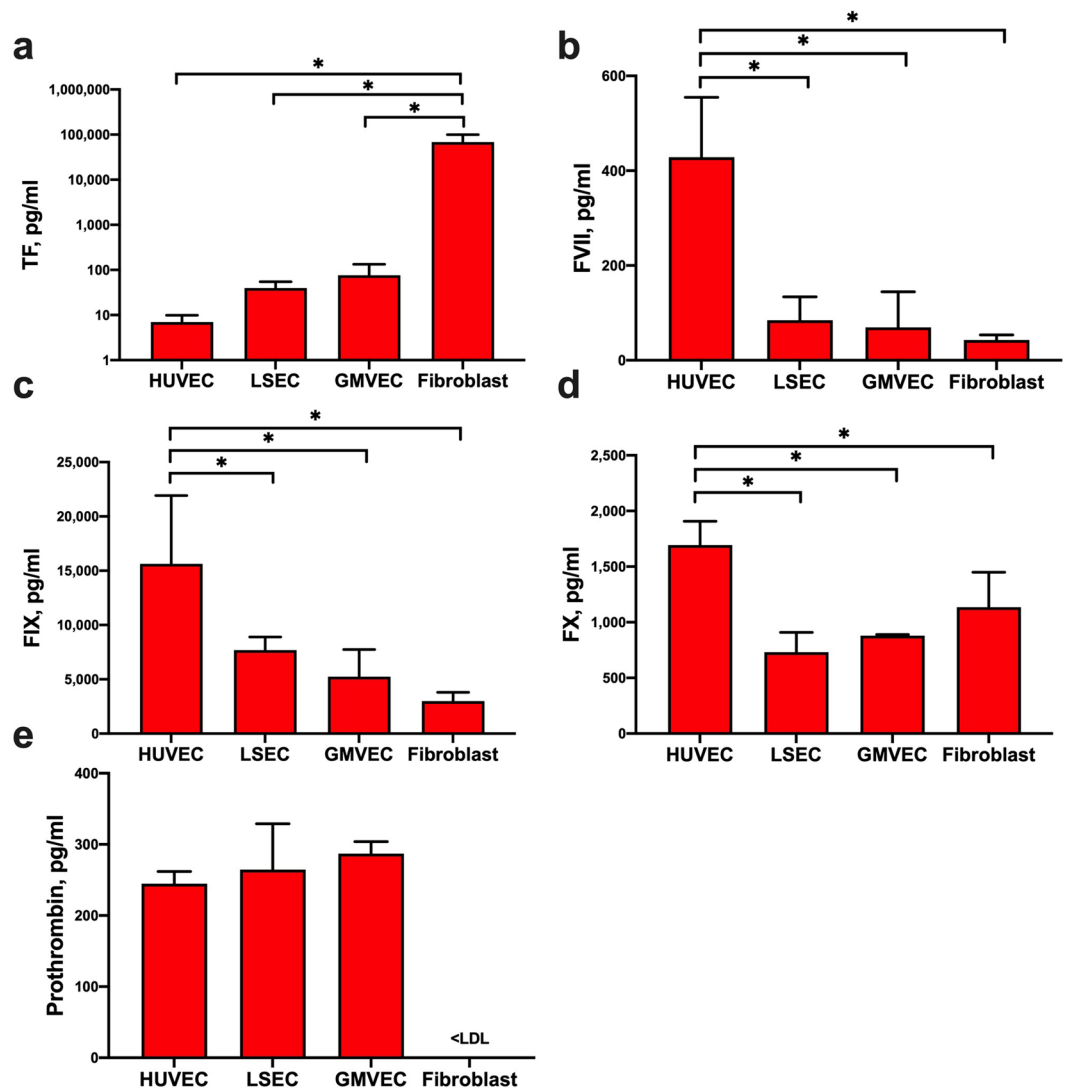 a
* * *
TF, pg/ml
1,000,000
100,000
10,000
1,000
100
10
1
HUVEC LSEC GMVEC Fibroblast
b
* * *
FVII, pg/ml
600
400
200
0
HUVEC LSEC GMVEC Fibroblast
c
* * *
FIX, pg/ml
25,000
20,000
15,000
10,000
5,000
0
HUVEC LSEC GMVEC Fibroblast
d
* * *
FX, pg/ml
2,500
2,000
1,500
1,000
500
0
HUVEC LSEC GMVEC Fibroblast
e
Prothrombin, pg/ml
400
300
200
100
0
<LDL
HUVEC LSEC GMVEC Fibroblast